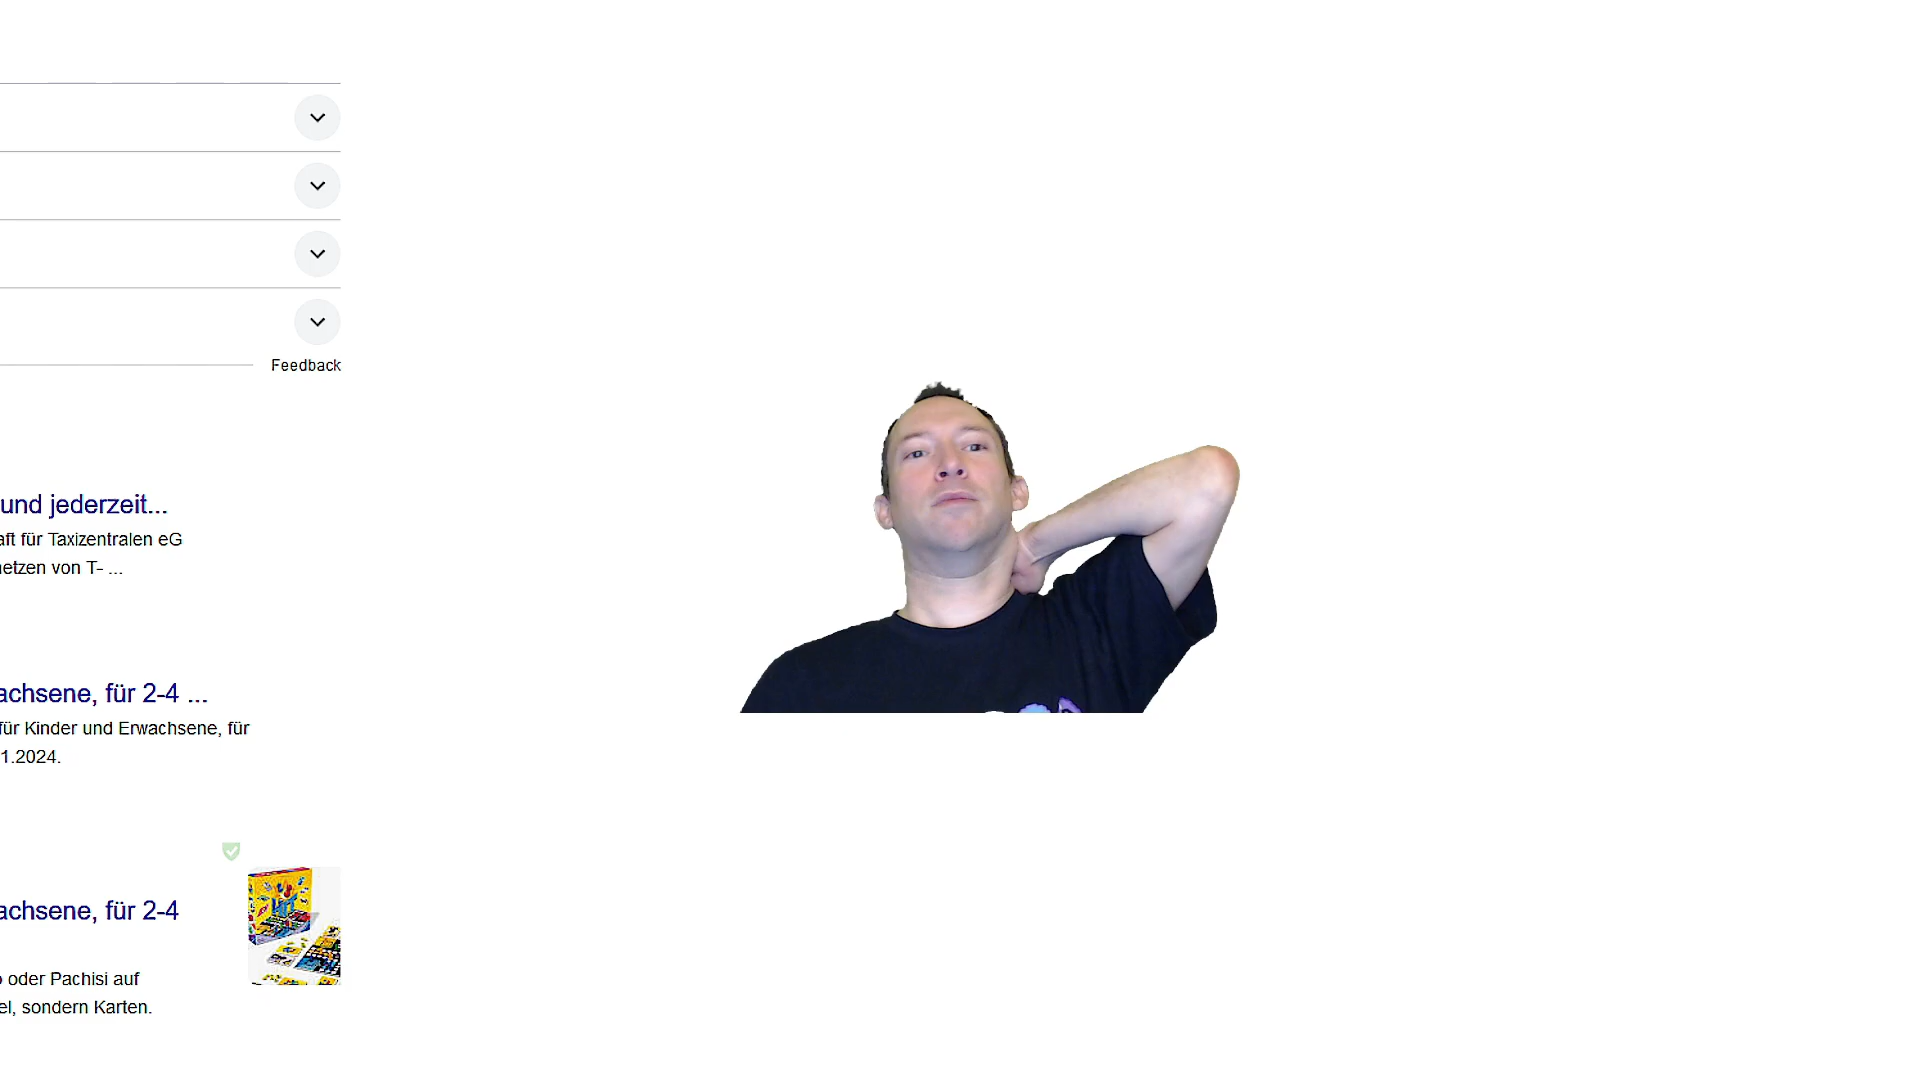 Feedback
und jederzeit...
aft für Taxizentralen eG
netzen von T- ...
achsene, für 2-4 ...
für Kinder und Erwachsene, für
1.2024.
achsene, für 2-4
HIT
o oder Pachisi auf
el, sondern Karten.